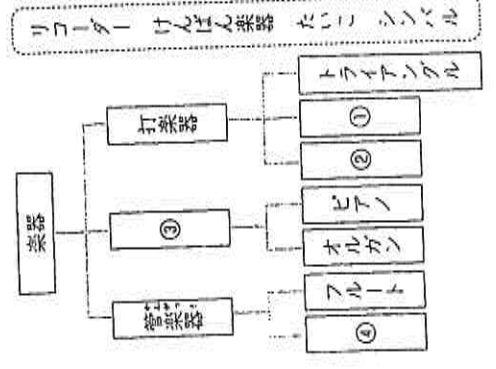 リコーダー けんばん楽器 たいこ シンバル
楽器
打楽器
③
管楽器
トライアングル
①
②
ピアノ
オルガン
フルート
④